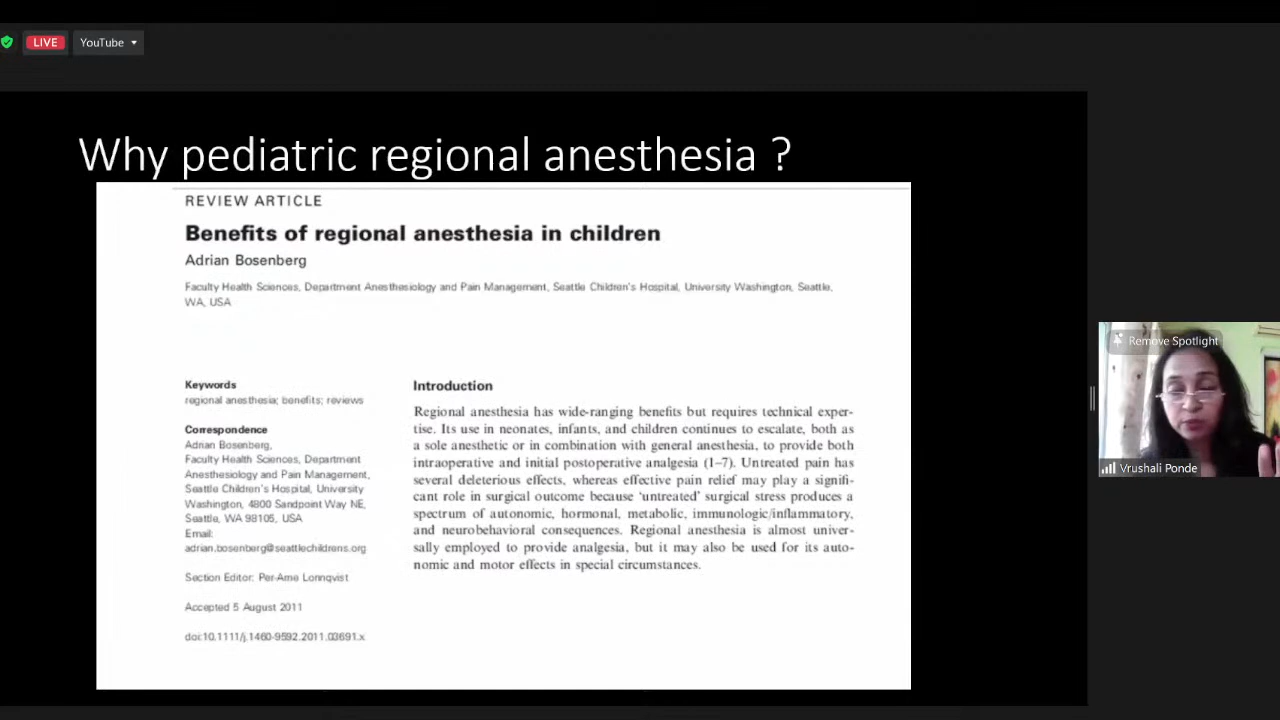 LIVE
YouTube
Why pediatric regional anesthesia ?
REVIEW ARTICLE
Benefits of regional anesthesia in children
Adrian Bosenberg
Faculty Health Sciences, Department Anesthesiology and Pain Management, Seattle Children's Hospital, University Washington, Seattle,
WA, USA
Keywords
regional anesthesia; benefits; reviews
Correspondence
Adrian Bosenberg,
Faculty Health Sciences, Department
Anesthesiology and Pain Management,
Seattle Children's Hospital, University
Washington, 4800 Sandpoint Way NE,
Seattle, WA 98105, USA
Email:
adrian.bosenberg@seattlechildrens.org
Section Editor: Per-Arne Lonnqvist
Accepted 5 August 2011
doi:10.1111/j.1460-9592.2011.03691.x
Introduction
Regional anesthesia has wide-ranging benefits but requires technical exper-
tise. Its use in neonates, infants, and children continues to escalate, both as
a sole anesthetic or in combination with general anesthesia, to provide both
intraoperative and initial postoperative analgesia (1–7). Untreated pain has
several deleterious effects, whereas effective pain relief may play a signifi-
cant role in surgical outcome because 'untreated' surgical stress produces a
spectrum of autonomic, hormonal, metabolic, immunologic/inflammatory,
and neurobehavioral consequences. Regional anesthesia is almost univer-
sally employed to provide analgesia, but it may also be used for its auto-
nomic and motor effects in special circumstances.
Remove Spotlight
Vrushali Ponde